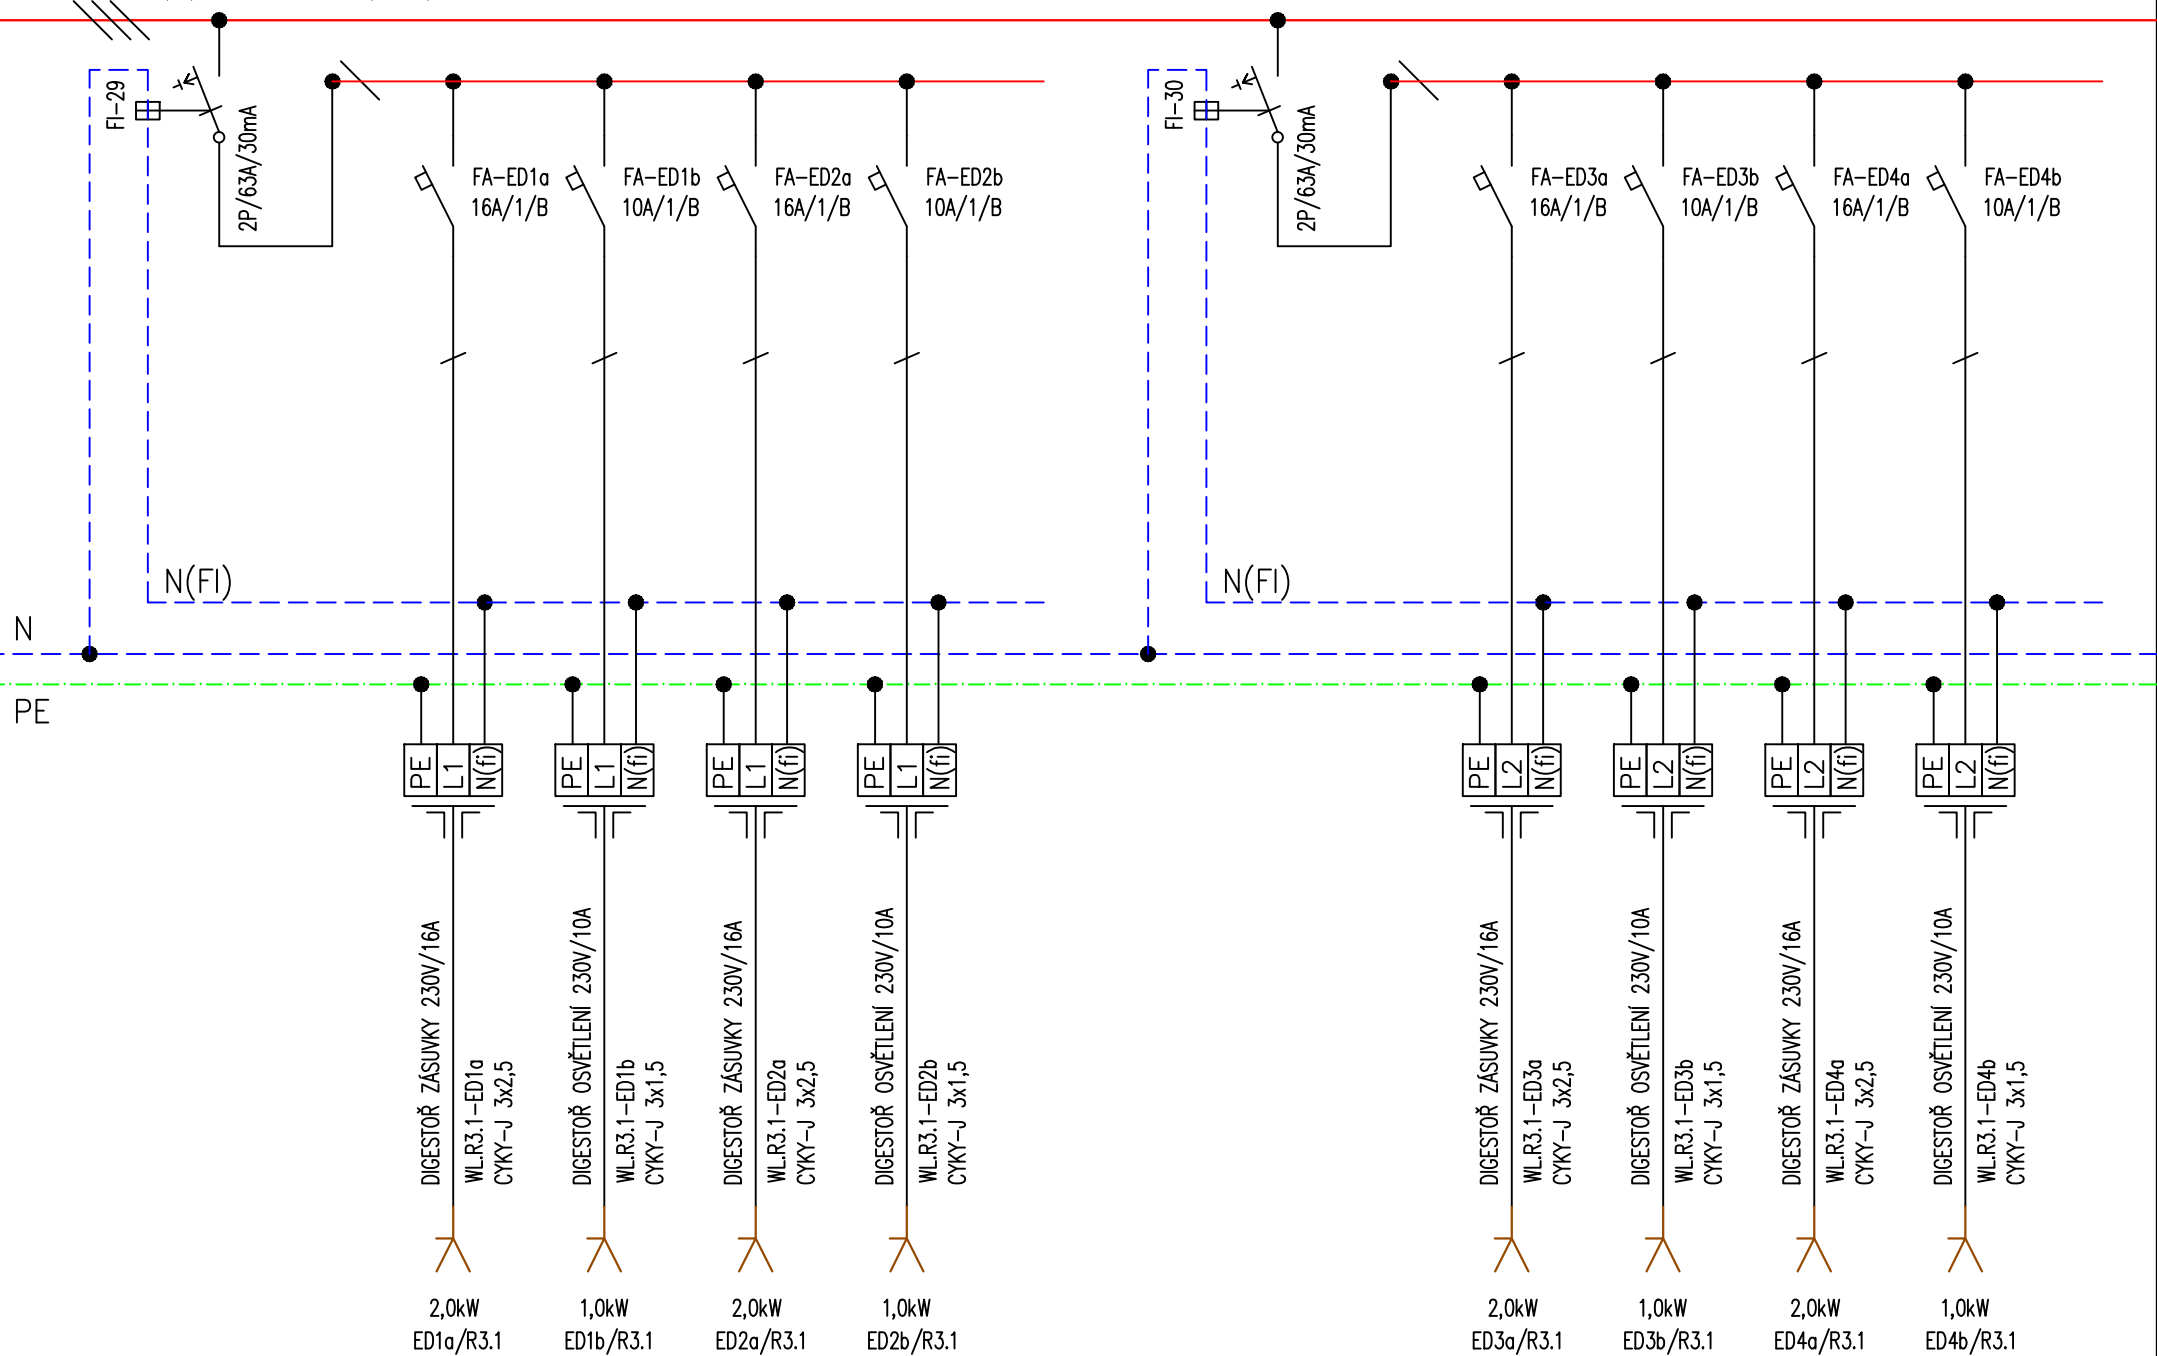 FI-29
2P/63A/30mA
FA-ED1a
16A/1/B
FA-ED1b
10A/1/B
FA-ED2a
16A/1/B
FA-ED2b
10A/1/B
FI-30
2P/63A/30mA
FA-ED3a
16A/1/B
FA-ED3b
10A/1/B
FA-ED4a
16A/1/B
FA-ED4b
10A/1/B
N(FI)
N(FI)
N
PE
PE L1 N(fi)
PE L1 N(fi)
PE L1 N(fi)
PE L1 N(fi)
PE L2 N(fi)
PE L2 N(fi)
PE L2 N(fi)
PE L2 N(fi)
DIGESTOŘ ZÁSUVKY 230V/16A
WL.R3.1-ED1a
CYKY-J 3x2,5
DIGESTOŘ OSVĚTLENÍ 230V/10A
WL.R3.1-ED1b
CYKY-J 3x1,5
DIGESTOŘ ZÁSUVKY 230V/16A
WL.R3.1-ED2a
CYKY-J 3x2,5
DIGESTOŘ OSVĚTLENÍ 230V/10A
WL.R3.1-ED2b
CYKY-J 3x1,5
DIGESTOŘ ZÁSUVKY 230V/16A
WL.R3.1-ED3a
CYKY-J 3x2,5
DIGESTOŘ OSVĚTLENÍ 230V/10A
WL.R3.1-ED3b
CYKY-J 3x1,5
DIGESTOŘ ZÁSUVKY 230V/16A
WL.R3.1-ED4a
CYKY-J 3x2,5
DIGESTOŘ OSVĚTLENÍ 230V/10A
WL.R3.1-ED4b
CYKY-J 3x1,5
2,0kW
ED1a/R3.1
1,0kW
ED1b/R3.1
2,0kW
ED2a/R3.1
1,0kW
ED2b/R3.1
2,0kW
ED3a/R3.1
1,0kW
ED3b/R3.1
2,0kW
ED4a/R3.1
1,0kW
ED4b/R3.1